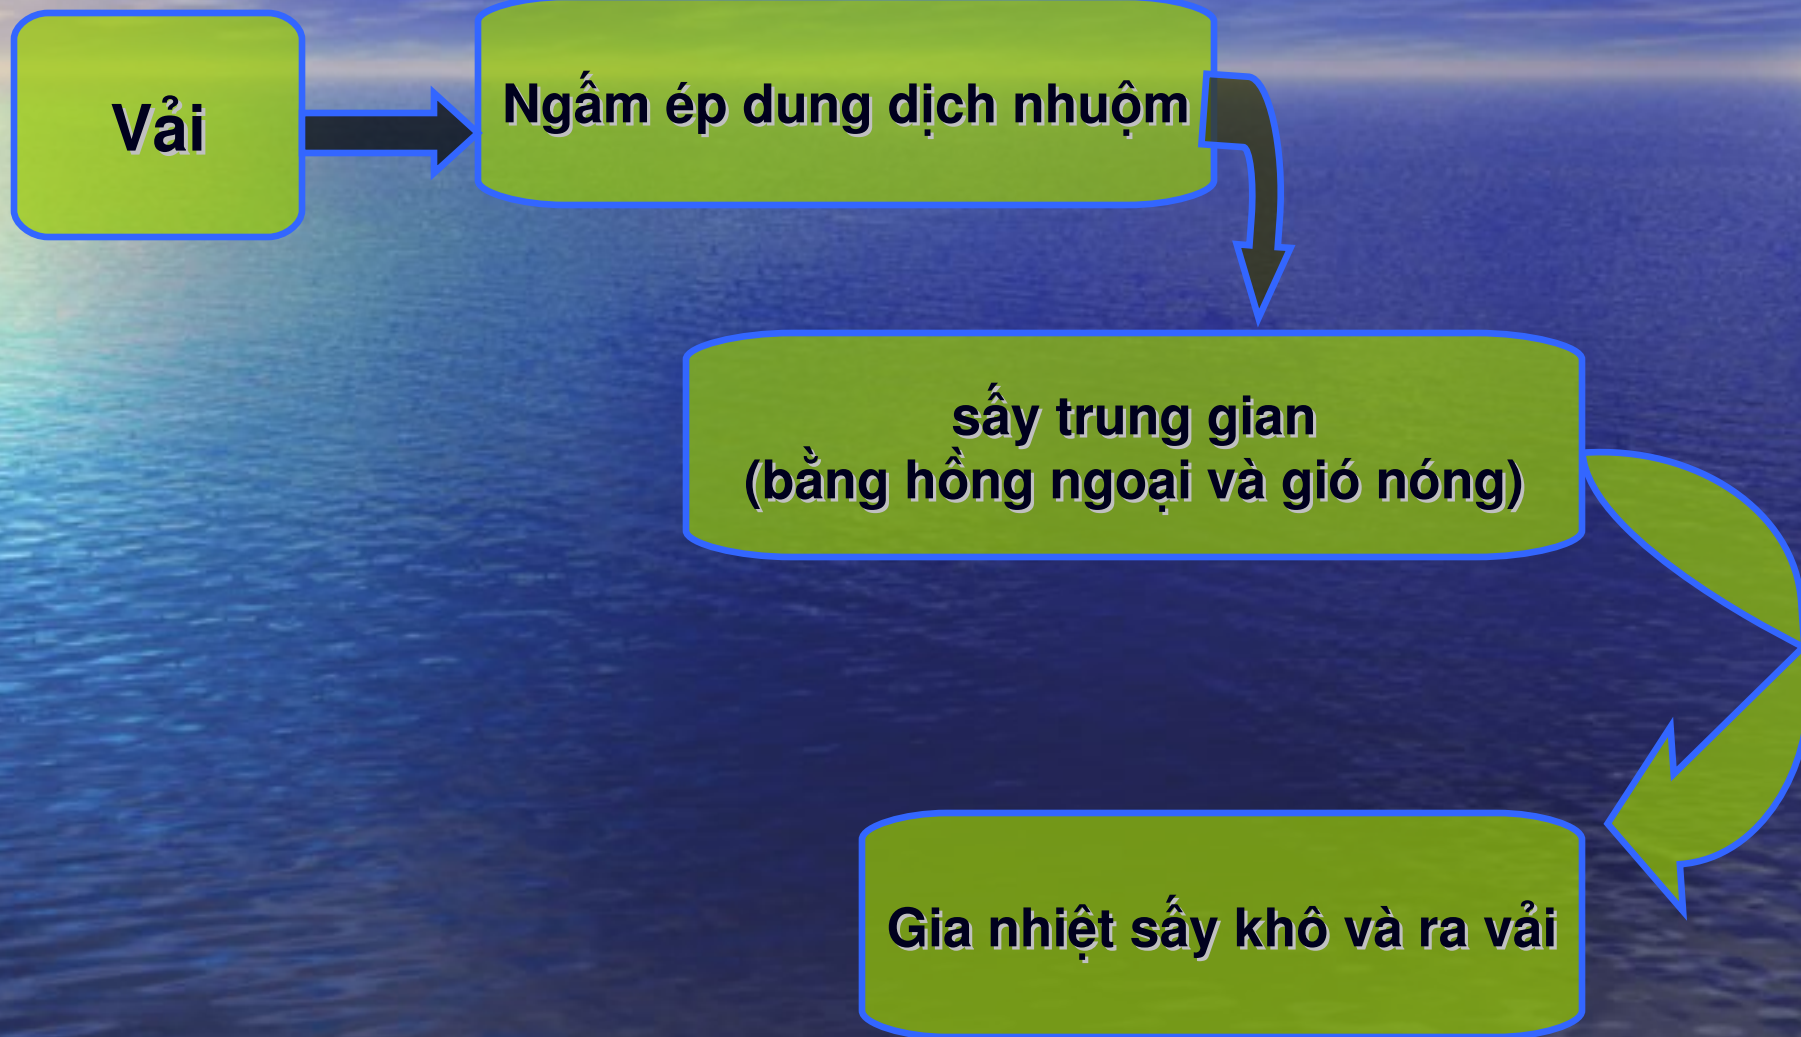 Vải
Ngấm ép dung dịch nhuộm
sấy trung gian
(bằng hồng ngoại và gió nóng)
Gia nhiệt sấy khô và ra vải